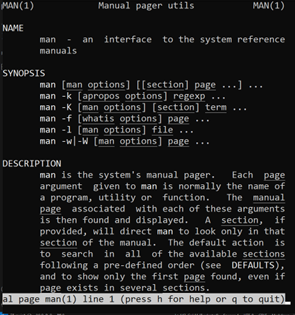 MAN(1) Manual pager utils MAN(1)
NAME
man - an interface to the system reference
manuals
SYNOPSIS
man [man options] [[section] page ...] ...
man -k [apropos options] regexp ...
man -K [man options] [section] term ...
man -f [whatis options] page ...
man -l [man options] file ...
man -w|-W [man options] page ...
DESCRIPTION
man is the system's manual pager. Each page
argument given to man is normally the name of
a program, utility or function. The manual
page associated with each of these arguments
is then found and displayed. A section, if
provided, will direct man to look only in that
section of the manual. The default action is
to search in all of the available sections
following a pre-defined order (see DEFAULTS),
and to show only the first page found, even if
page exists in several sections.
al page man(1) line 1 (press h for help or q to quit)